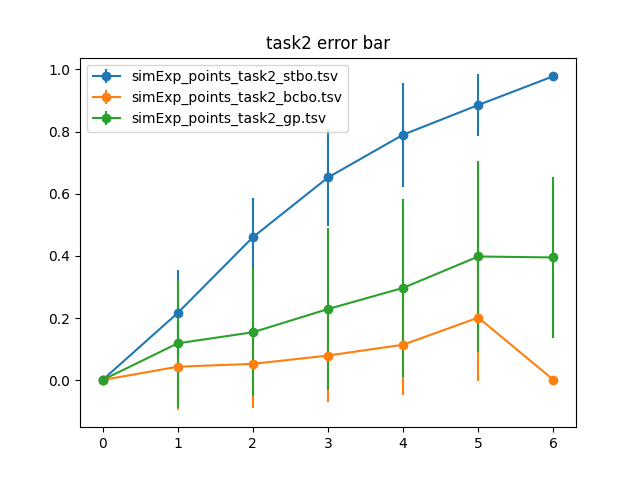 task2 error bar
simExp_points_task2_stbo.tsv
simExp_points_task2_bcbo.tsv
simExp_points_task2_gp.tsv
1.0
0.8
0.6
0.4
0.2
0.0
0 1 2 3 4 5 6